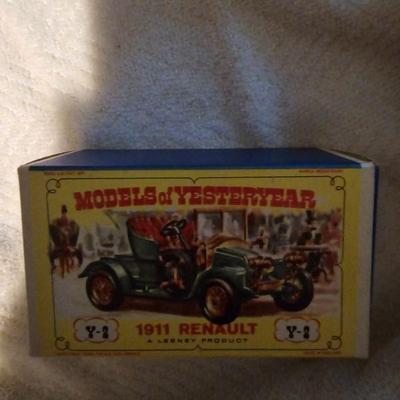 MODELS of YESTERYEAR
Y-2
1911 RENAULT
A LESNEY PRODUCT
Y-2